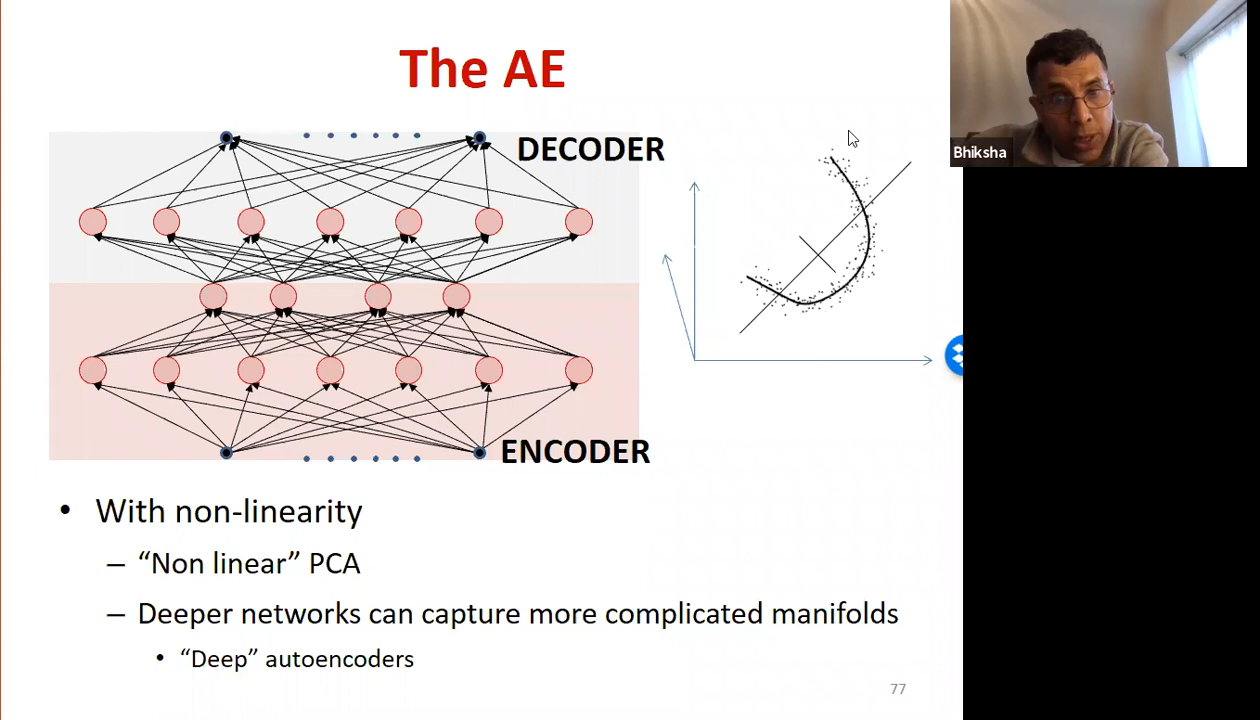 The AE
DECODER
Bhiksha
ENCODER
• With non-linearity
– “Non linear” PCA
– Deeper networks can capture more complicated manifolds
• “Deep” autoencoders
77